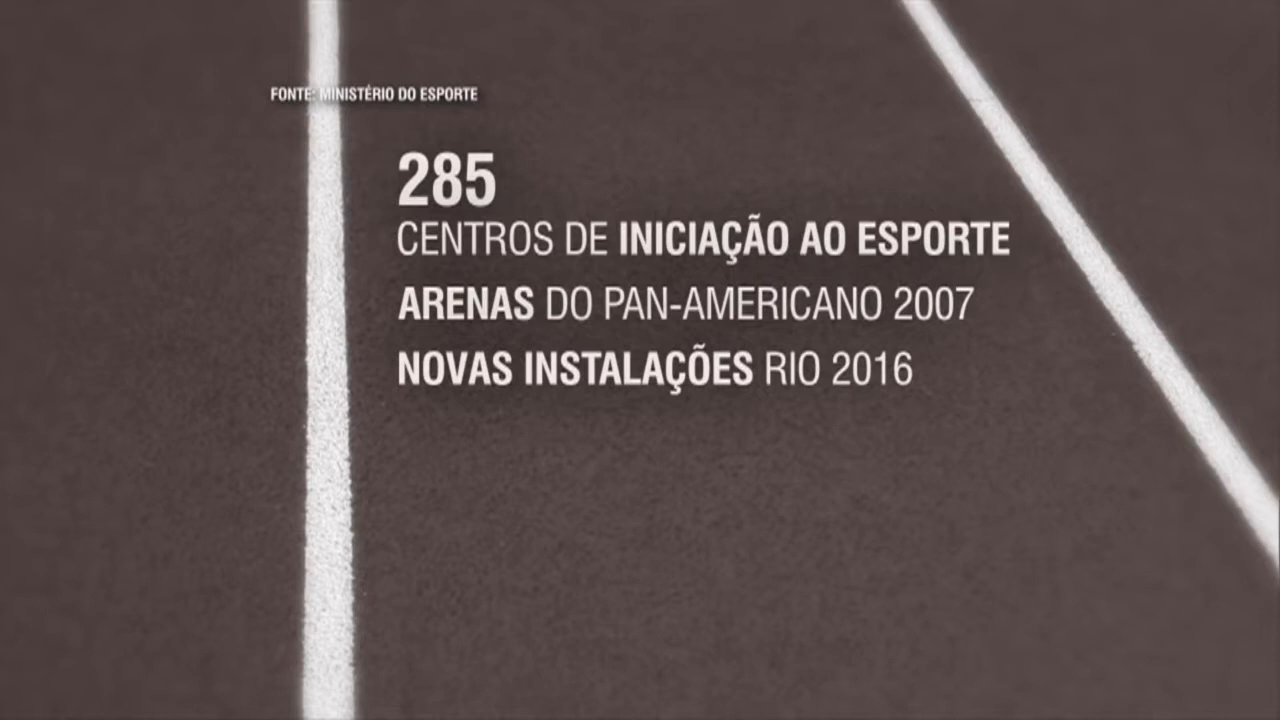 FONTE: MINISTÉRIO DO ESPORTE
285
CENTROS DE INICIAÇÃO AO ESPORTE
ARENAS DO PAN-AMERICANO 2007
NOVAS INSTALAÇÕES RIO 2016